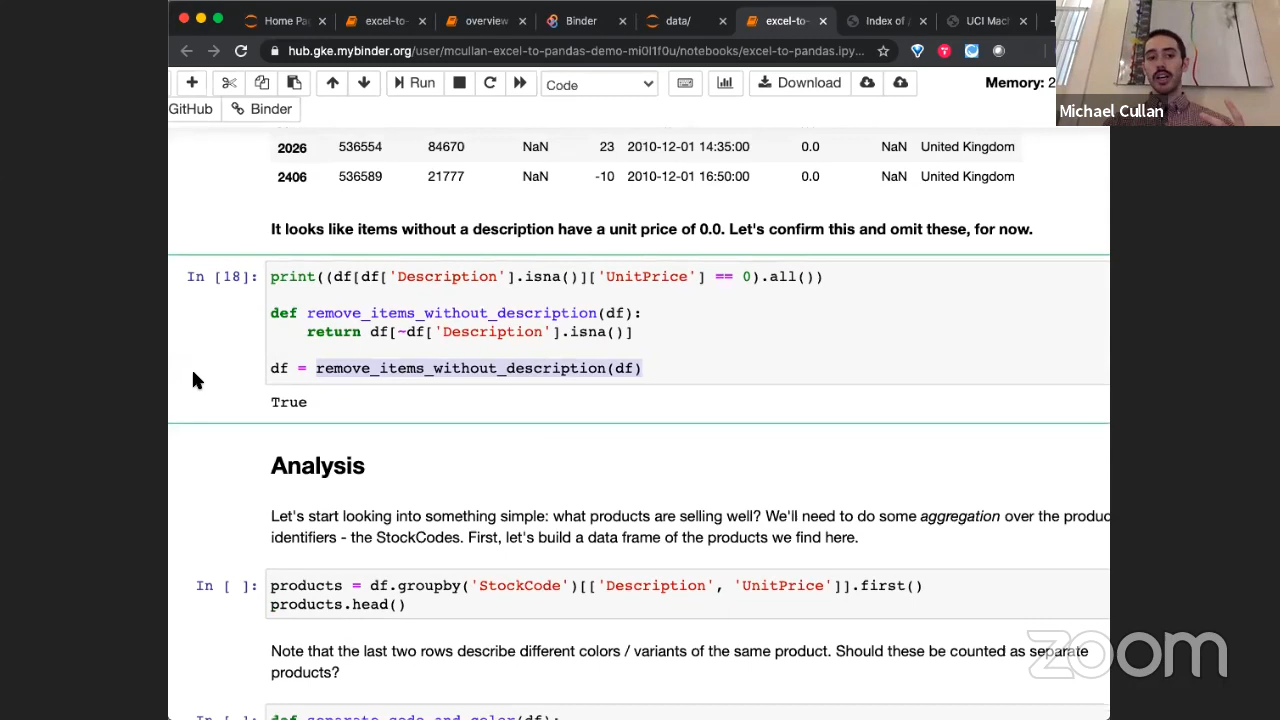 Home Pa
excel-to-
overview
Binder
data/
excel-to-
Index of /
UCI Mac
hub.gke.mybinder.org/user/mcullan-excel-to-pandas-demo-mi0l1f0u/notebooks/excel-to-pandas.ipy...
Run
Code
Download
Memory: 2
GitHub
Binder
Michael Cullan
2026 536554 84670 NaN 23 2010-12-01 14:35:00 0.0 NaN United Kingdom
2406 536589 21777 NaN -10 2010-12-01 16:50:00 0.0 NaN United Kingdom
It looks like items without a description have a unit price of 0.0. Let's confirm this and omit these, for now.
In [18]: print((df[df['Description'].isna()]['UnitPrice'] == 0).all())
def remove_items_without_description(df):
return df[~df['Description'].isna()]
df = remove_items_without_description(df)
True
Analysis
Let's start looking into something simple: what products are selling well? We'll need to do some aggregation over the produc
identifiers - the StockCodes. First, let's build a data frame of the products we find here.
In [ ]: products = df.groupby('StockCode')[['Description', 'UnitPrice']].first()
products.head()
Note that the last two rows describe different colors / variants of the same product. Should these be counted as separate
products?
In [ ]: def separate_code_and_color(df):
zoom